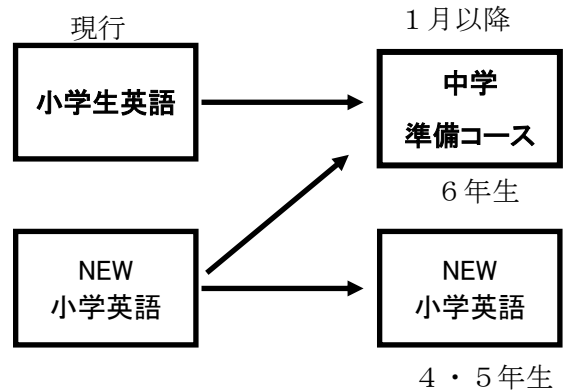 現行
１月以降
小学生英語
中学
準備コース
６年生
NEW
小学英語
NEW
小学英語
４・５年生